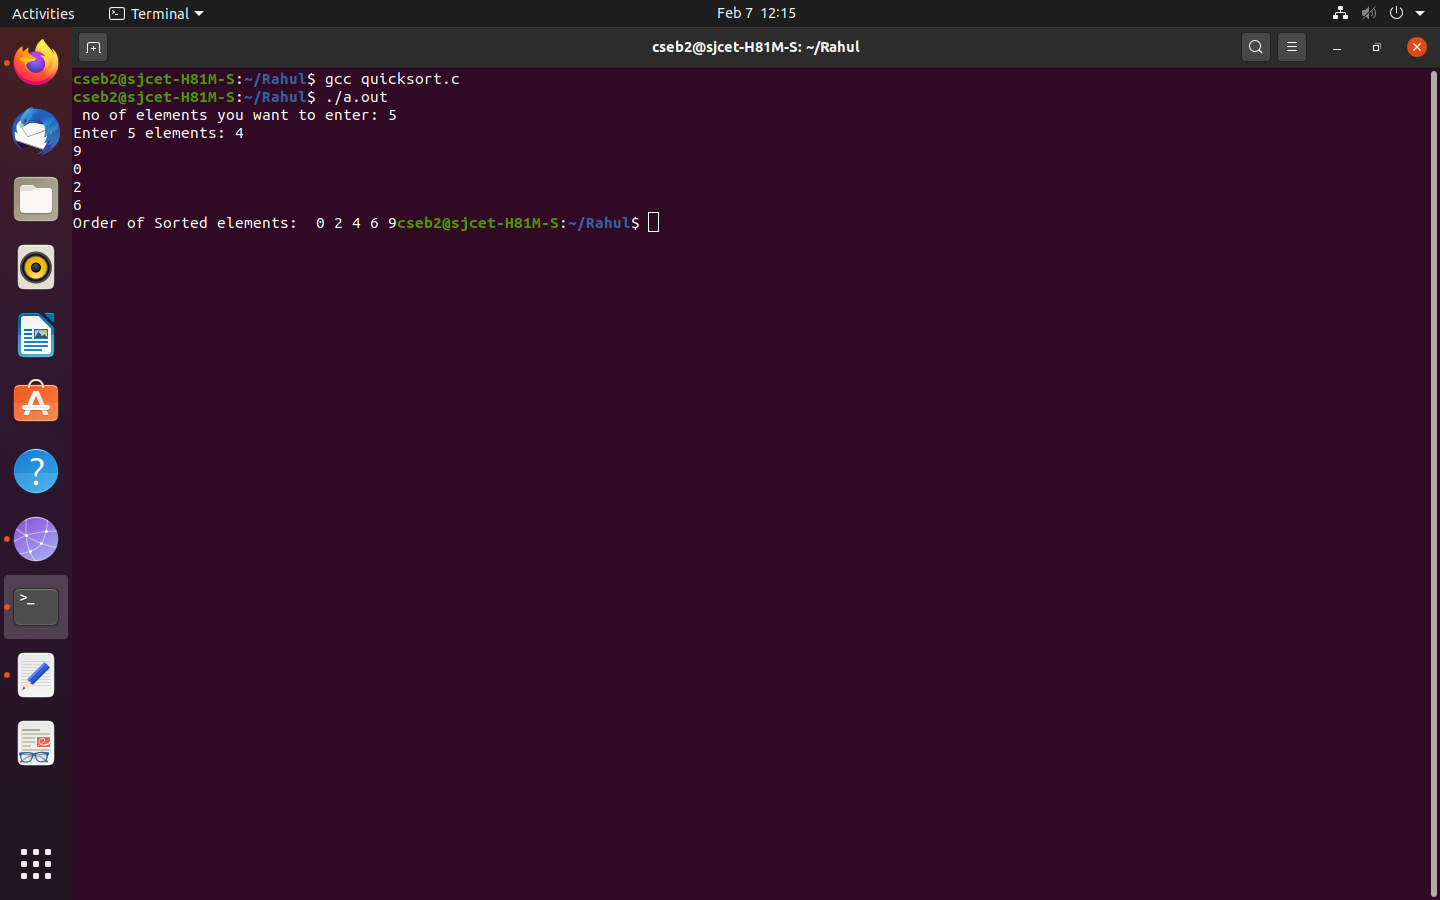 Activities
Terminal
Feb 7 12:15
cseb2@sjcet-H81M-S: ~/Rahul
cseb2@sjcet-H81M-S:~/Rahul$ gcc quicksort.c
cseb2@sjcet-H81M-S:~/Rahul$ ./a.out
 no of elements you want to enter: 5
Enter 5 elements: 4
9
0
2
6
Order of Sorted elements:  0 2 4 6 9cseb2@sjcet-H81M-S:~/Rahul$